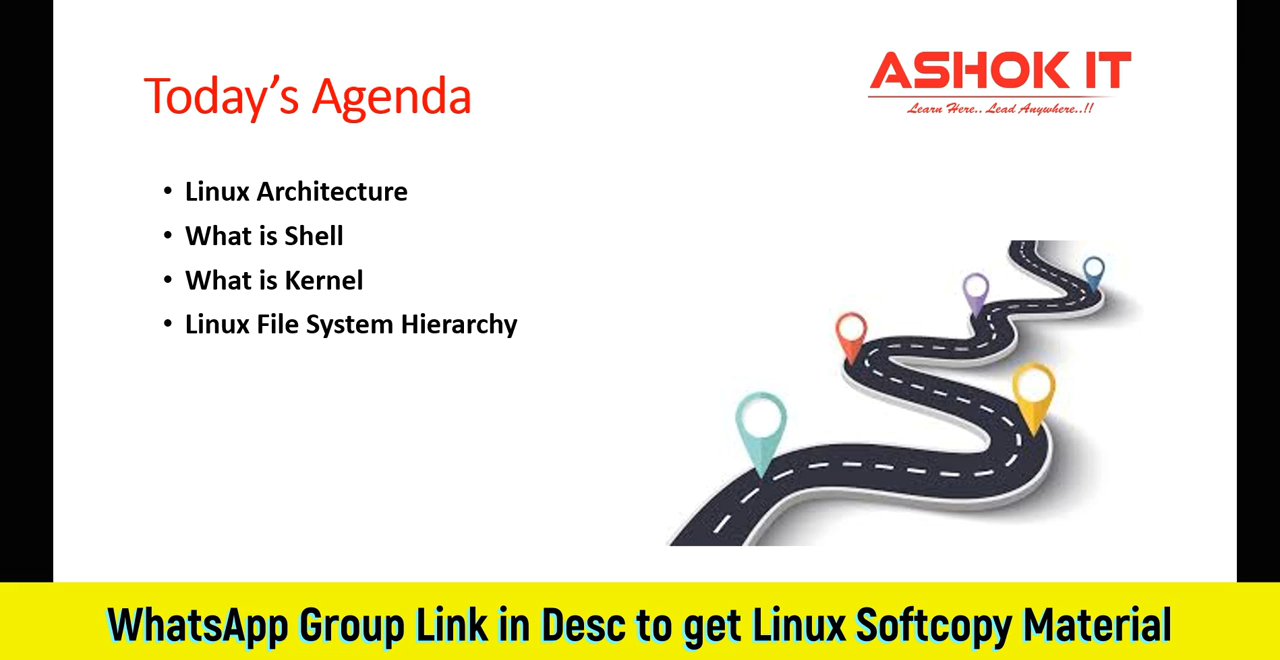 Today's Agenda
ASHOK IT
Learn Here.. Lead Anywhere..!!
• Linux Architecture
• What is Shell
• What is Kernel
• Linux File System Hierarchy
WhatsApp Group Link in Desc to get Linux Softcopy Material